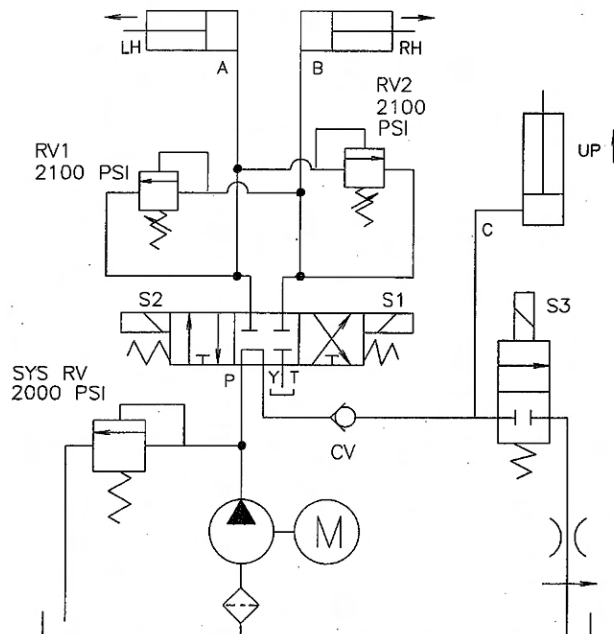 LH
RH
A
B
RV2
2100
PSI
RV1
2100 PSI
UP
C
S2
S1
S3
SYS RV
2000 PSI
P
Y
T
CV
M